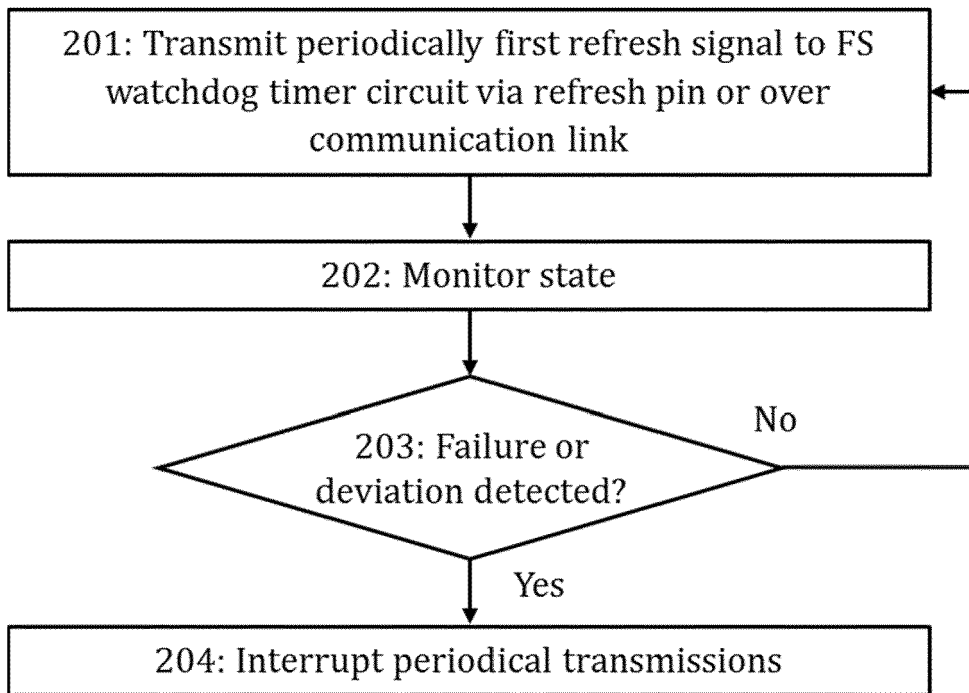 201: Transmit periodically first refresh signal to FS
watchdog timer circuit via refresh pin or over
communication link
202: Monitor state
203: Failure or
deviation detected?
No
Yes
204: Interrupt periodical transmissions